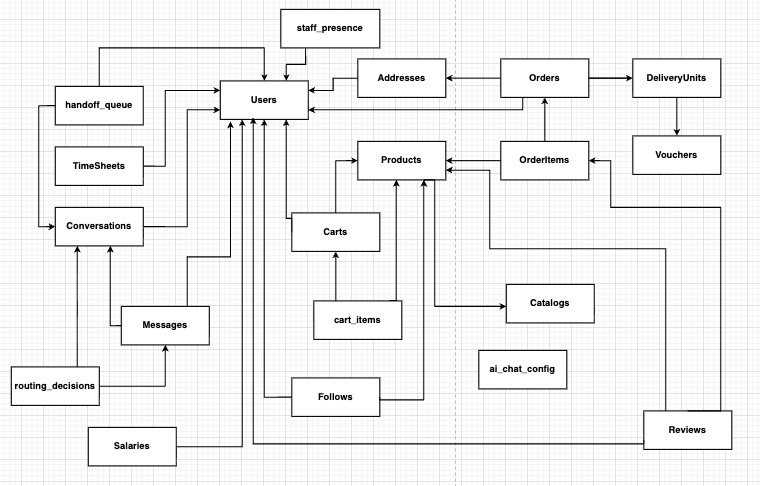 staff_presence
Addresses
Orders
DeliveryUnits
Users
handoff_queue
TimeSheets
Products
OrderItems
Vouchers
Conversations
Carts
Catalogs
Messages
cart_items
ai_chat_config
routing_decisions
Follows
Salaries
Reviews